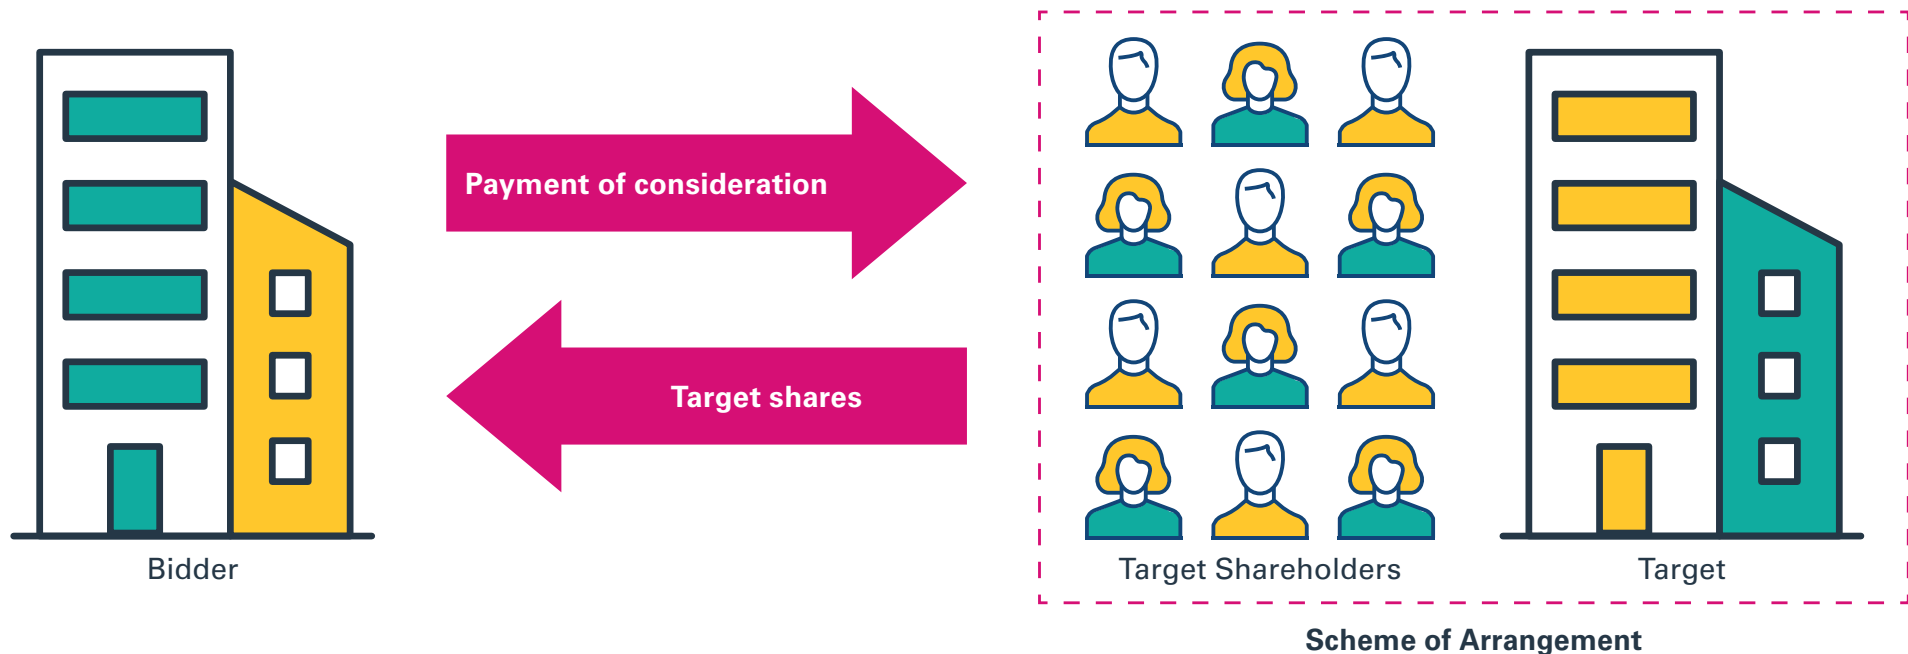 Payment of consideration
Target shares
Bidder
Target Shareholders
Target
Scheme of Arrangement